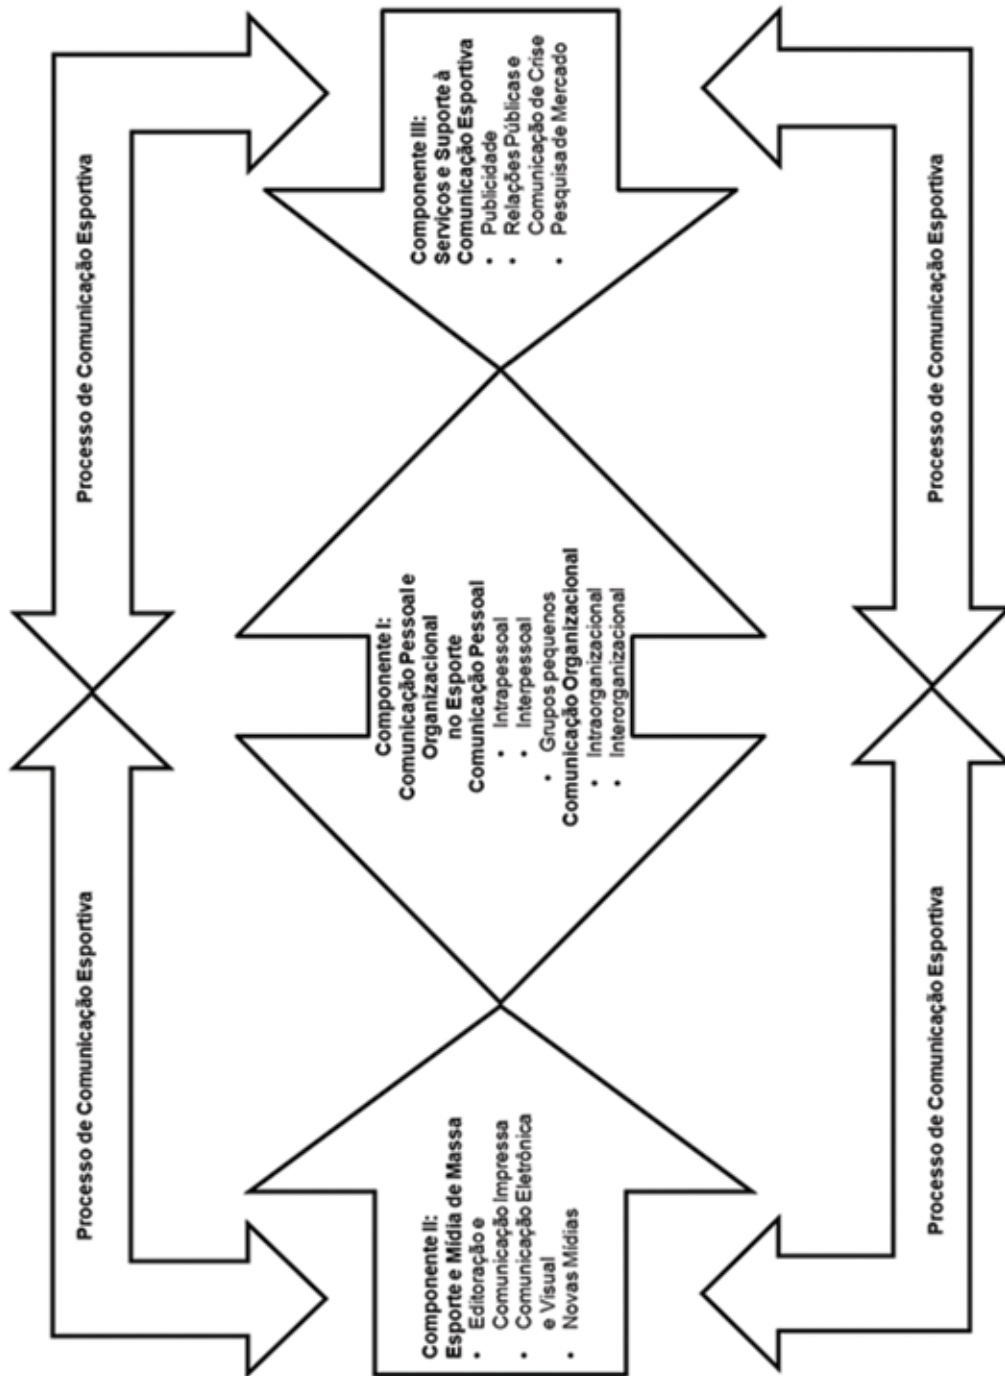 Processo de Comunicação Esportiva
Processo de Comunicação Esportiva
Componente II:
Esporte e Mídia de Massa
• Editoração e
Comunicação Impressa
• Comunicação Eletrônica
e Visual
• Novas Mídias
Componente I:
Comunicação Pessoal e
Organizacional
no Esporte
Comunicação Pessoal
• Intrapessoal
• Interpessoal
• Grupos pequenos
Comunicação Organizacional
• Intraorganizacional
• Interorganizacional
Componente III:
Serviços e Suporte à
Comunicação Esportiva
• Publicidade
• Relações Públicas e
Comunicação de Crise
• Pesquisa de Mercado
Processo de Comunicação Esportiva
Processo de Comunicação Esportiva